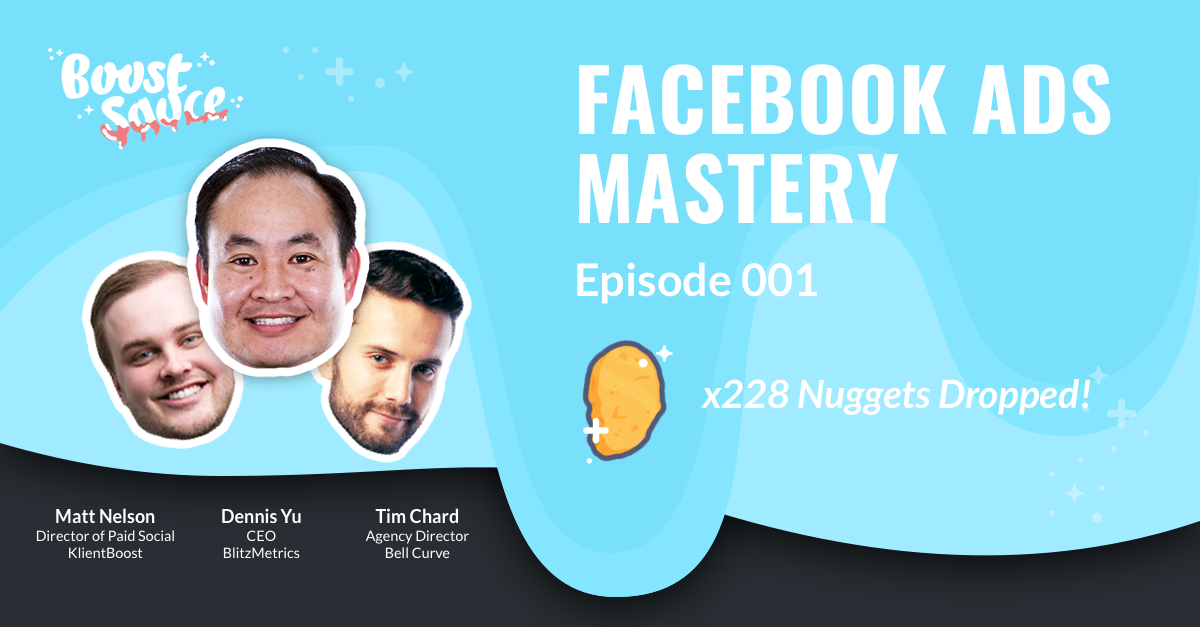 Boost
Sauce
FACEBOOK ADS
MASTERY
Episode 001
x228 Nuggets Dropped!
Matt Nelson
Director of Paid Social
KlientBoost
Dennis Yu
CEO
BlitzMetrics
Tim Chard
Agency Director
Bell Curve